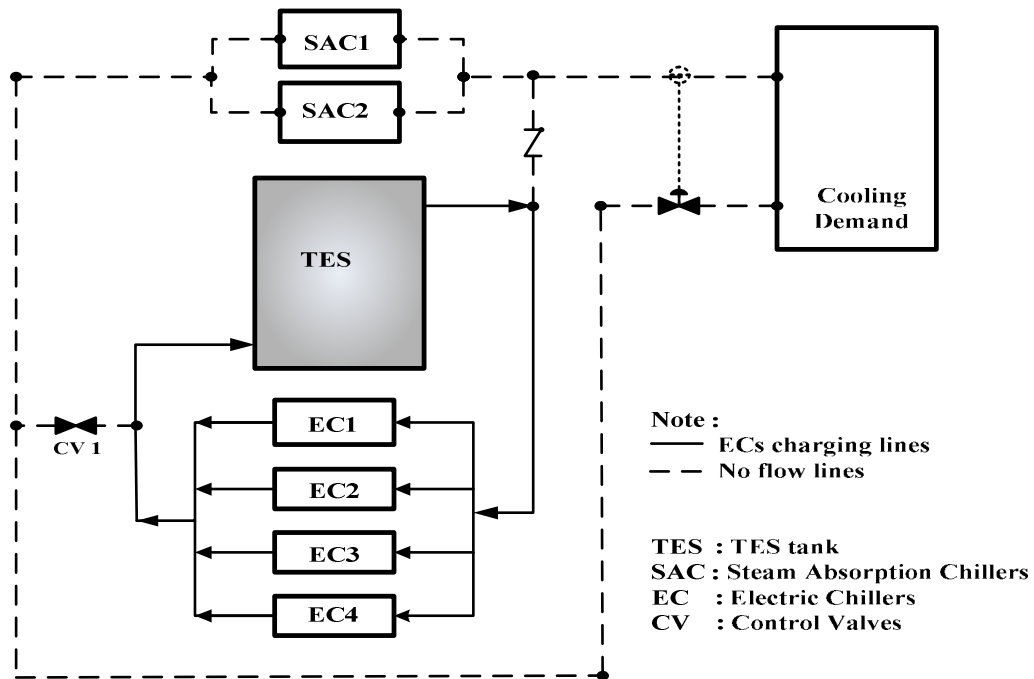 SAC1
SAC2
Cooling
Demand
TES
EC1
CV 1
EC2
EC3
EC4
Note :
ECs charging lines
No flow lines
TES : TES tank
SAC : Steam Absorption Chillers
EC : Electric Chillers
CV : Control Valves